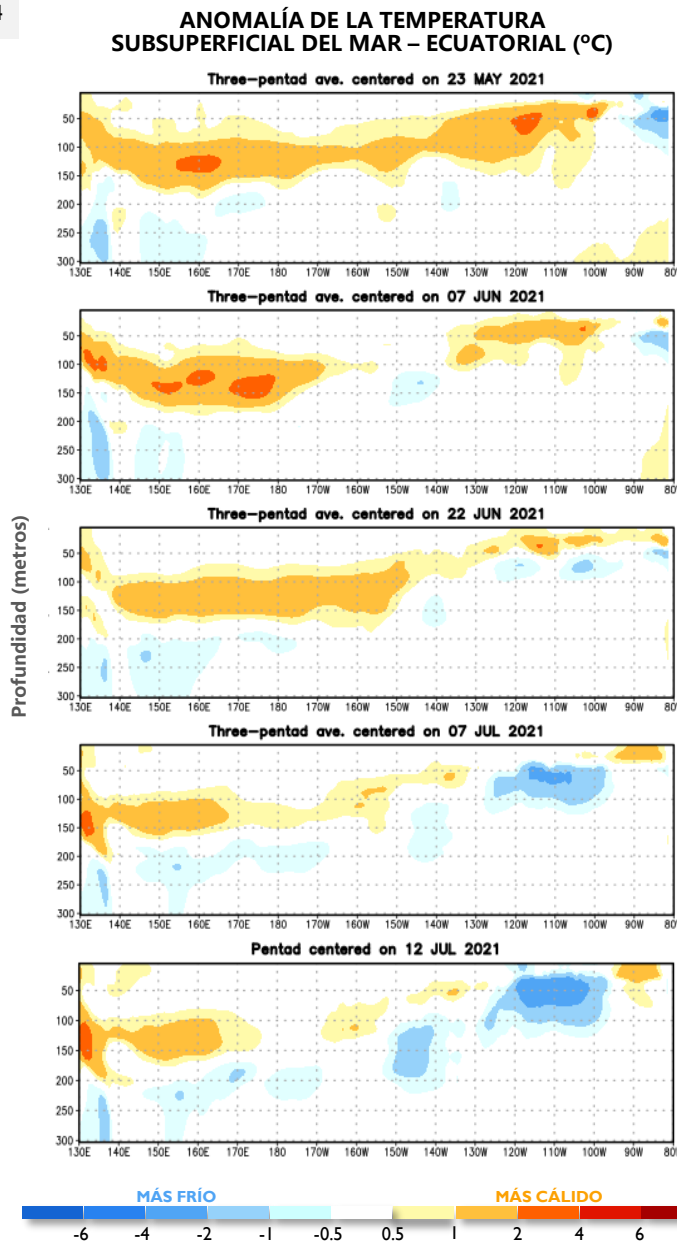 4
ANOMALÍA DE LA TEMPERATURA
SUBSUPERFICIAL DEL MAR – ECUATORIAL (ºC)
Three-pentad ave. centered on 23 MAY 2021
50
100
150
200
250
300
130E 140E 150E 160E 170E 180 170W 160W 150W 140W 130W 120W 110W 100W 90W 80W
Three-pentad ave. centered on 07 JUN 2021
50
100
150
200
250
300
130E 140E 150E 160E 170E 180 170W 160W 150W 140W 130W 120W 110W 100W 90W 80W
Three-pentad ave. centered on 22 JUN 2021
50
100
150
200
250
300
130E 140E 150E 160E 170E 180 170W 160W 150W 140W 130W 120W 110W 100W 90W 80W
Profundidad (metros)
Three-pentad ave. centered on 07 JUL 2021
50
100
150
200
250
300
130E 140E 150E 160E 170E 180 170W 160W 150W 140W 130W 120W 110W 100W 90W 80W
Pentad centered on 12 JUL 2021
50
100
150
200
250
300
130E 140E 150E 160E 170E 180 170W 160W 150W 140W 130W 120W 110W 100W 90W 80W
MÁS FRÍO MÁS CÁLIDO
-6 -4 -2 -1 -0.5 0.5 1 2 4 6